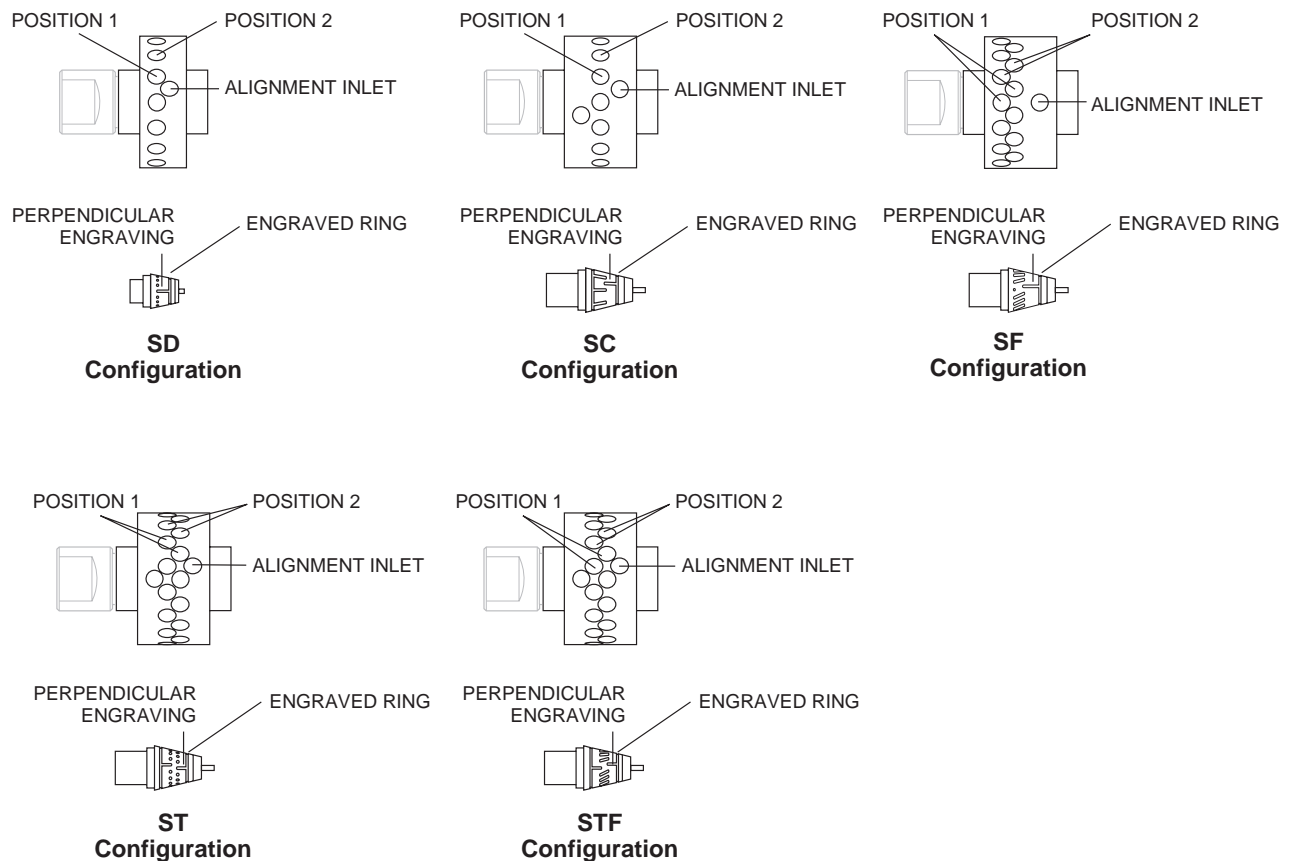 POSITION 1
POSITION 2
ALIGNMENT INLET
PERPENDICULAR
ENGRAVING
ENGRAVED RING
SD
Configuration
POSITION 1
POSITION 2
ALIGNMENT INLET
PERPENDICULAR
ENGRAVING
ENGRAVED RING
SC
Configuration
POSITION 1
POSITION 2
ALIGNMENT INLET
PERPENDICULAR
ENGRAVING
ENGRAVED RING
SF
Configuration
POSITION 1
POSITION 2
ALIGNMENT INLET
PERPENDICULAR
ENGRAVING
ENGRAVED RING
ST
Configuration
POSITION 1
POSITION 2
ALIGNMENT INLET
PERPENDICULAR
ENGRAVING
ENGRAVED RING
STF
Configuration